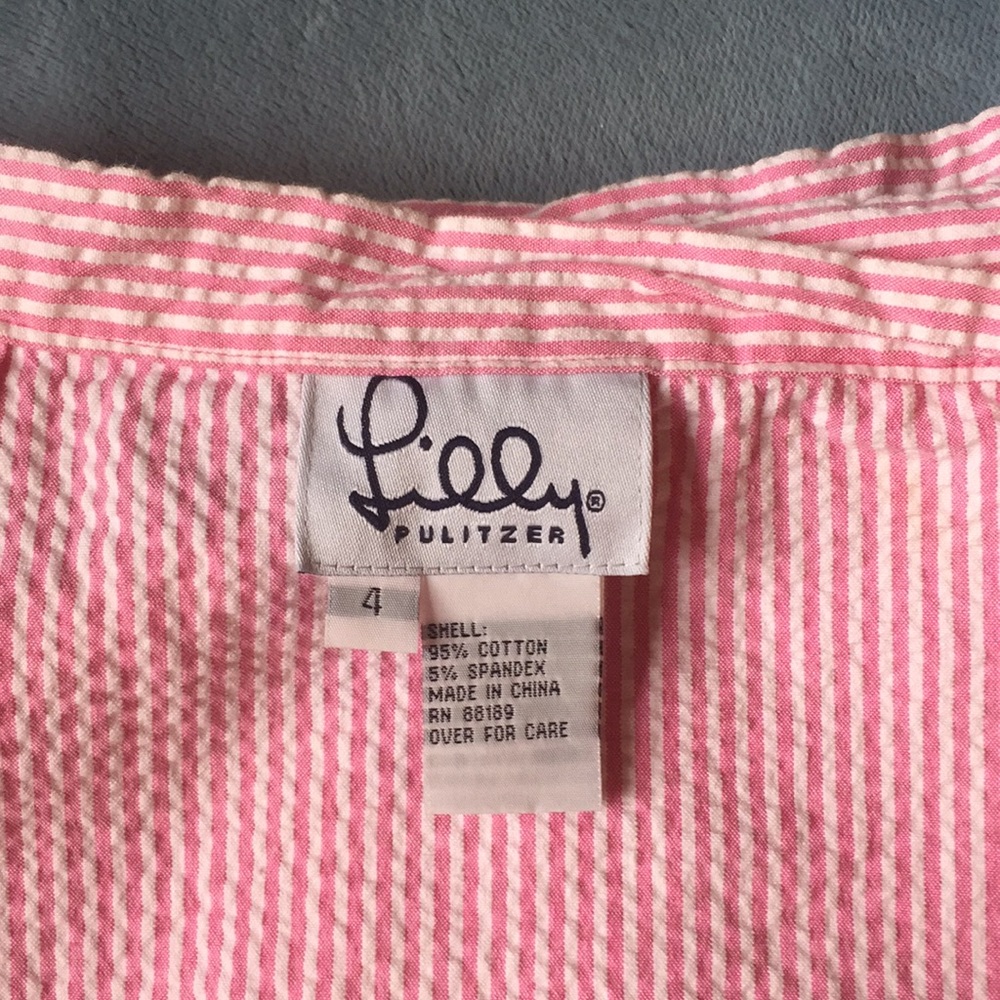 Lilly®
PULITZER
4
SHELL:
95% COTTON
5% SPANDEX
MADE IN CHINA
RN 88189
OVER FOR CARE